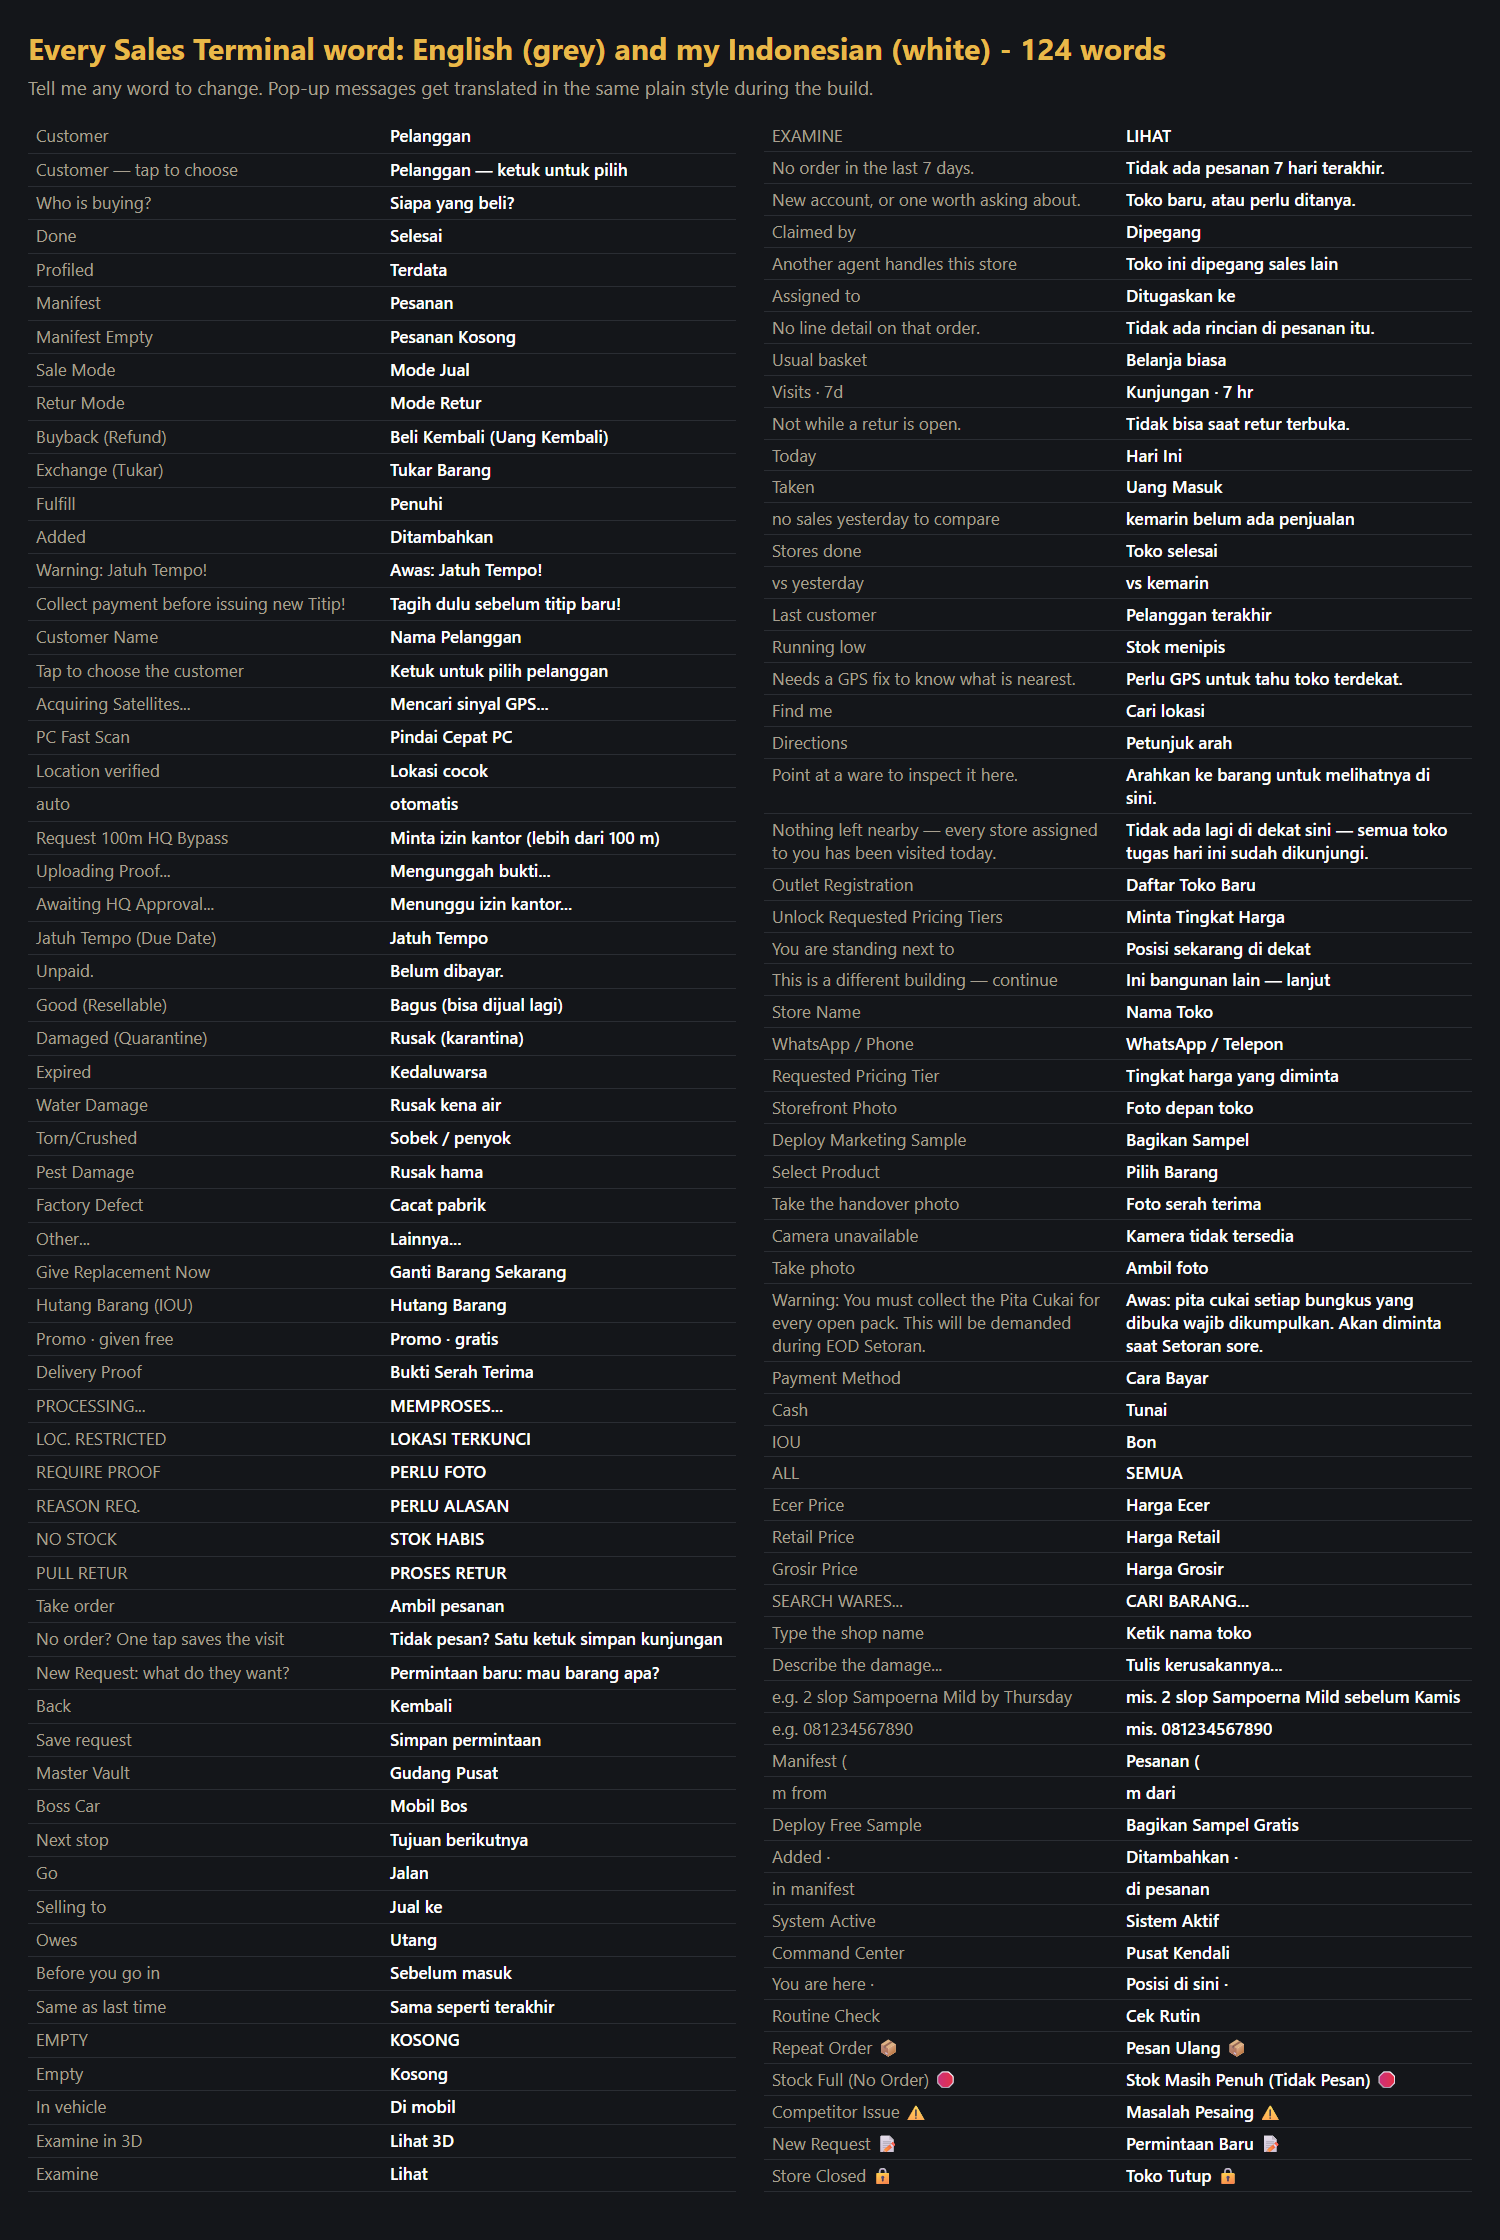 Every Sales Terminal word: English (grey) and my Indonesian (white) - 124 words
Tell me any word to change. Pop-up messages get translated in the same plain style during the build.
Customer Pelanggan
Customer — tap to choose Pelanggan — ketuk untuk pilih
Who is buying? Siapa yang beli?
Done Selesai
Profiled Terdata
Manifest Pesanan
Manifest Empty Pesanan Kosong
Sale Mode Mode Jual
Retur Mode Mode Retur
Buyback (Refund) Beli Kembali (Uang Kembali)
Exchange (Tukar) Tukar Barang
Fulfill Penuhi
Added Ditambahkan
Warning: Jatuh Tempo! Awas: Jatuh Tempo!
Collect payment before issuing new Titip! Tagih dulu sebelum titip baru!
Customer Name Nama Pelanggan
Tap to choose the customer Ketuk untuk pilih pelanggan
Acquiring Satellites... Mencari sinyal GPS...
PC Fast Scan Pindai Cepat PC
Location verified Lokasi cocok
auto otomatis
Request 100m HQ Bypass Minta izin kantor (lebih dari 100 m)
Uploading Proof... Mengunggah bukti...
Awaiting HQ Approval... Menunggu izin kantor...
Jatuh Tempo (Due Date) Jatuh Tempo
Unpaid. Belum dibayar.
Good (Resellable) Bagus (bisa dijual lagi)
Damaged (Quarantine) Rusak (karantina)
Expired Kedaluwarsa
Water Damage Rusak kena air
Torn/Crushed Sobek / penyok
Pest Damage Rusak hama
Factory Defect Cacat pabrik
Other... Lainnya...
Give Replacement Now Ganti Barang Sekarang
Hutang Barang (IOU) Hutang Barang
Promo · given free Promo · gratis
Delivery Proof Bukti Serah Terima
PROCESSING... MEMPROSES...
LOC. RESTRICTED LOKASI TERKUNCI
REQUIRE PROOF PERLU FOTO
REASON REQ. PERLU ALASAN
NO STOCK STOK HABIS
PULL RETUR PROSES RETUR
Take order Ambil pesanan
No order? One tap saves the visit Tidak pesan? Satu ketuk simpan kunjungan
New Request: what do they want? Permintaan baru: mau barang apa?
Back Kembali
Save request Simpan permintaan
Master Vault Gudang Pusat
Boss Car Mobil Bos
Next stop Tujuan berikutnya
Go Jalan
Selling to Jual ke
Owes Utang
Before you go in Sebelum masuk
Same as last time Sama seperti terakhir
EMPTY KOSONG
Empty Kosong
In vehicle Di mobil
Examine in 3D Lihat 3D
Examine Lihat
EXAMINE LIHAT
No order in the last 7 days. Tidak ada pesanan 7 hari terakhir.
New account, or one worth asking about. Toko baru, atau perlu ditanya.
Claimed by Dipegang
Another agent handles this store Toko ini dipegang sales lain
Assigned to Ditugaskan ke
No line detail on that order. Tidak ada rincian di pesanan itu.
Usual basket Belanja biasa
Visits · 7d Kunjungan · 7 hr
Not while a retur is open. Tidak bisa saat retur terbuka.
Today Hari Ini
Taken Uang Masuk
no sales yesterday to compare kemarin belum ada penjualan
Stores done Toko selesai
vs yesterday vs kemarin
Last customer Pelanggan terakhir
Running low Stok menipis
Needs a GPS fix to know what is nearest. Perlu GPS untuk tahu toko terdekat.
Find me Cari lokasi
Directions Petunjuk arah
Point at a ware to inspect it here. Arahkan ke barang untuk melihatnya di
sini.
Nothing left nearby — every store assigned Tidak ada lagi di dekat sini — semua toko
to you has been visited today. tugas hari ini sudah dikunjungi.
Outlet Registration Daftar Toko Baru
Unlock Requested Pricing Tiers Minta Tingkat Harga
You are standing next to Posisi sekarang di dekat
This is a different building — continue Ini bangunan lain — lanjut
Store Name Nama Toko
WhatsApp / Phone WhatsApp / Telepon
Requested Pricing Tier Tingkat harga yang diminta
Storefront Photo Foto depan toko
Deploy Marketing Sample Bagikan Sampel
Select Product Pilih Barang
Take the handover photo Foto serah terima
Camera unavailable Kamera tidak tersedia
Take photo Ambil foto
Warning: You must collect the Pita Cukai for Awas: pita cukai setiap bungkus yang
every open pack. This will be demanded dibuka wajib dikumpulkan. Akan diminta
during EOD Setoran. saat Setoran sore.
Payment Method Cara Bayar
Cash Tunai
IOU Bon
ALL SEMUA
Ecer Price Harga Ecer
Retail Price Harga Retail
Grosir Price Harga Grosir
SEARCH WARES... CARI BARANG...
Type the shop name Ketik nama toko
Describe the damage... Tulis kerusakannya...
e.g. 2 slop Sampoerna Mild by Thursday mis. 2 slop Sampoerna Mild sebelum Kamis
e.g. 081234567890 mis. 081234567890
Manifest ( Pesanan (
m from m dari
Deploy Free Sample Bagikan Sampel Gratis
Added · Ditambahkan ·
in manifest di pesanan
System Active Sistem Aktif
Command Center Pusat Kendali
You are here · Posisi di sini ·
Routine Check Cek Rutin
Repeat Order 📦 Pesan Ulang 📦
Stock Full (No Order) 🛑 Stok Masih Penuh (Tidak Pesan) 🛑
Competitor Issue ⚠️ Masalah Pesaing ⚠️
New Request 📝 Permintaan Baru 📝
Store Closed 🔒 Toko Tutup 🔒